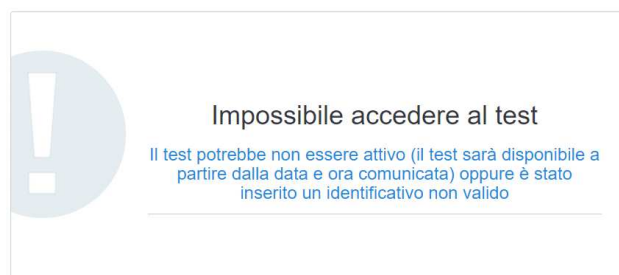 Impossibile accedere al test
Il test potrebbe non essere attivo (il test sarà disponibile a
partire dalla data e ora comunicata) oppure è stato
inserito un identificativo non valido